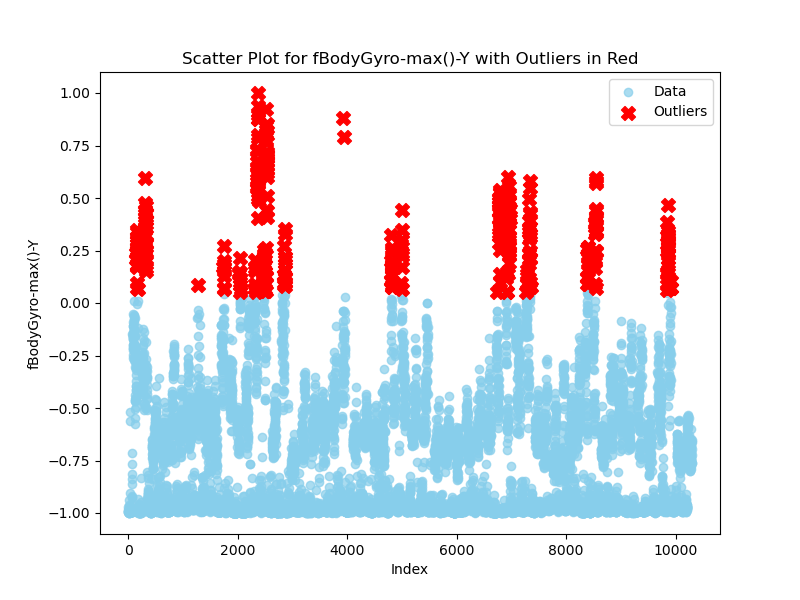 Scatter Plot for fBodyGyro-max()-Y with Outliers in Red
Data
Outliers
fBodyGyro-max()-Y
1.00
0.75
0.50
0.25
0.00
−0.25
−0.50
−0.75
−1.00
0 2000 4000 6000 8000 10000
Index